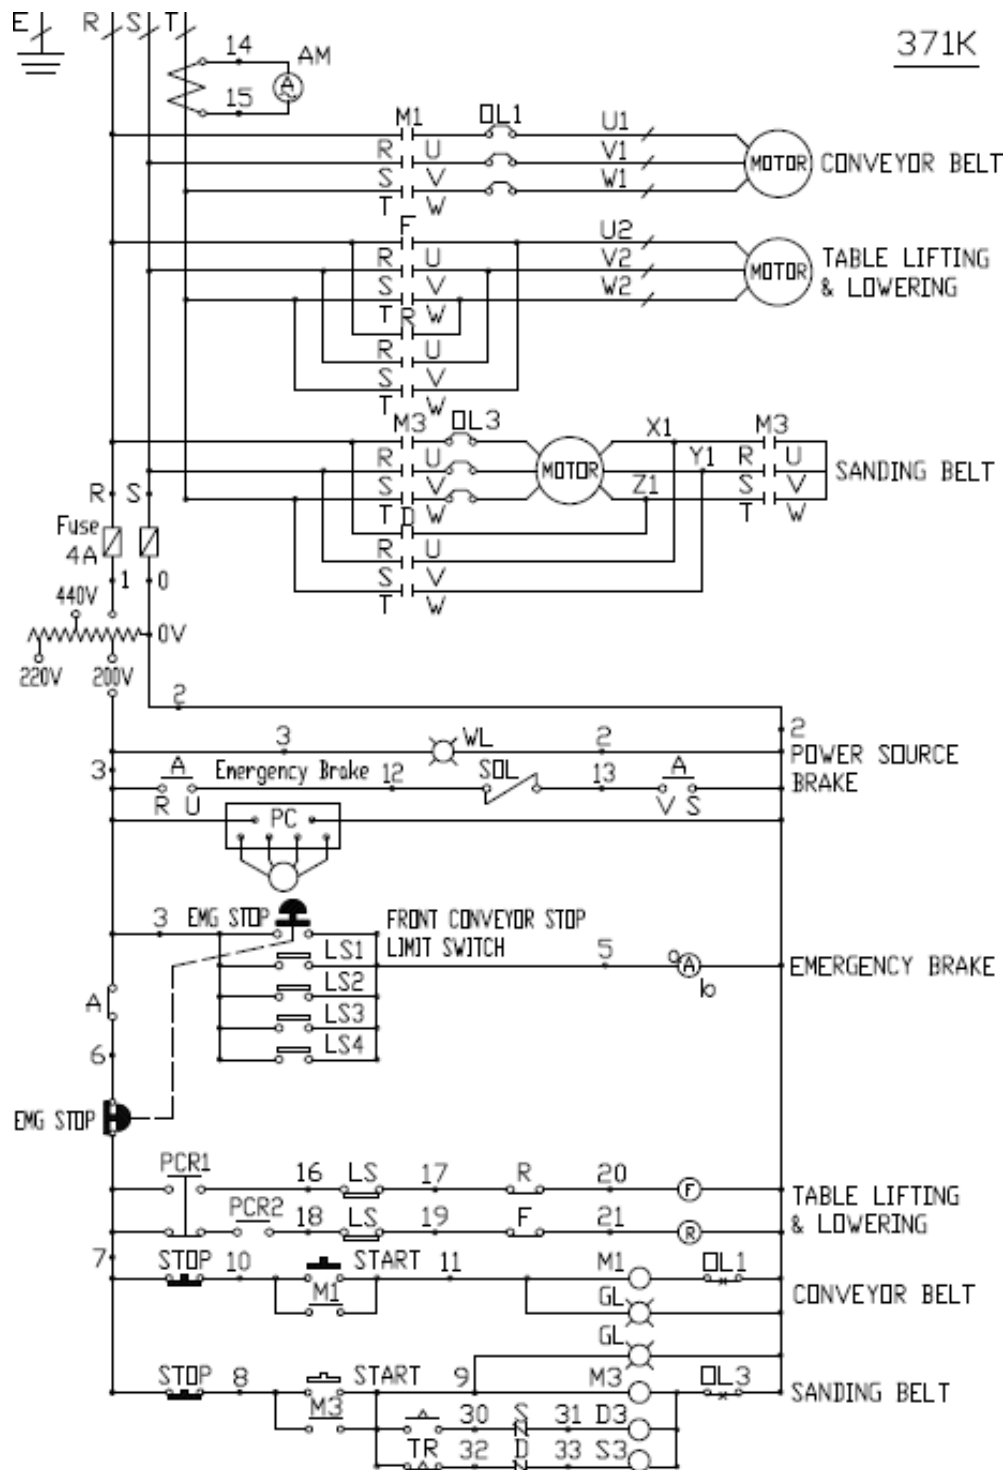 E R S T
371K
14
AM
A
15
M1 OL1 U1
R U V1
MOTOR CONVEYOR BELT
S V W1
T W
F U2
R U V2
MOTOR TABLE LIFTING
& LOWERING
S V W2
T R W
R U
S V
T W
M3 OL3 X1 M3
R U MOTOR Y1 R U SANDING BELT
S V Z1 S V
T D W T W
R S
Fuse
4A
R U
S V
T W
1 0
440V
0V
220V 200V
2
3 WL 2 2
POWER SOURCE
3
A Emergency Brake 12 SOL 13 A
BRAKE
R U V S
PC
3 EMG STOP FRONT CONVEYOR STOP
LIMIT SWITCH
LS1 5 A EMERGENCY BRAKE
LS2
A
LS3
LS4
6
EMG STOP
PCR1 16 LS 17 R 20 F
TABLE LIFTING
& LOWERING
PCR2 18 LS 19 F 21 R
7
STOP 10 START 11 M1 OL1
M1 GL CONVEYOR BELT
GL
STOP 8 START 9 M3 OL3
SANDING BELT
M3 30 S 31 D3
TR 32 D 33 S3